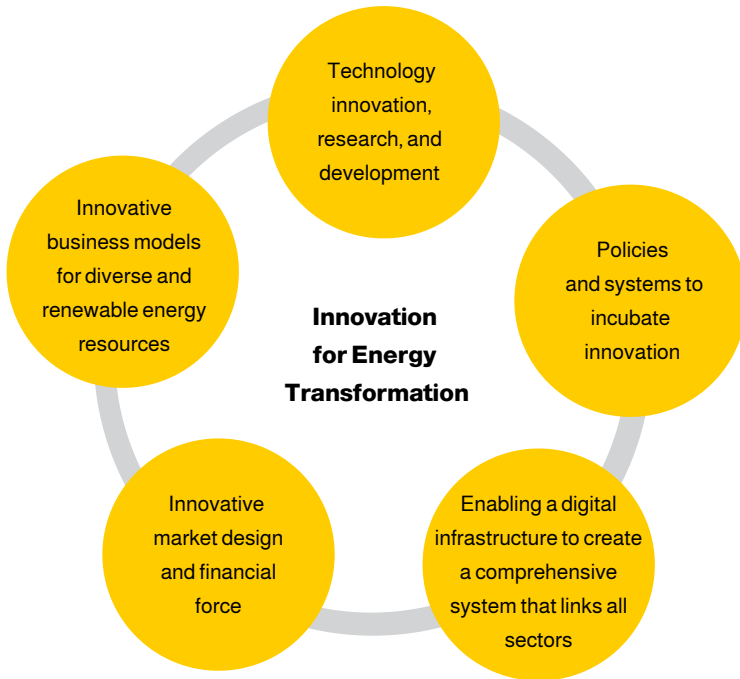 Technology
innovation,
research, and
development
Policies
and systems to
incubate
innovation
Enabling a digital
infrastructure to create
a comprehensive
system that links all
sectors
Innovative
market design
and financial
force
Innovative
business models
for diverse and
renewable energy
resources
Innovation
for Energy
Transformation